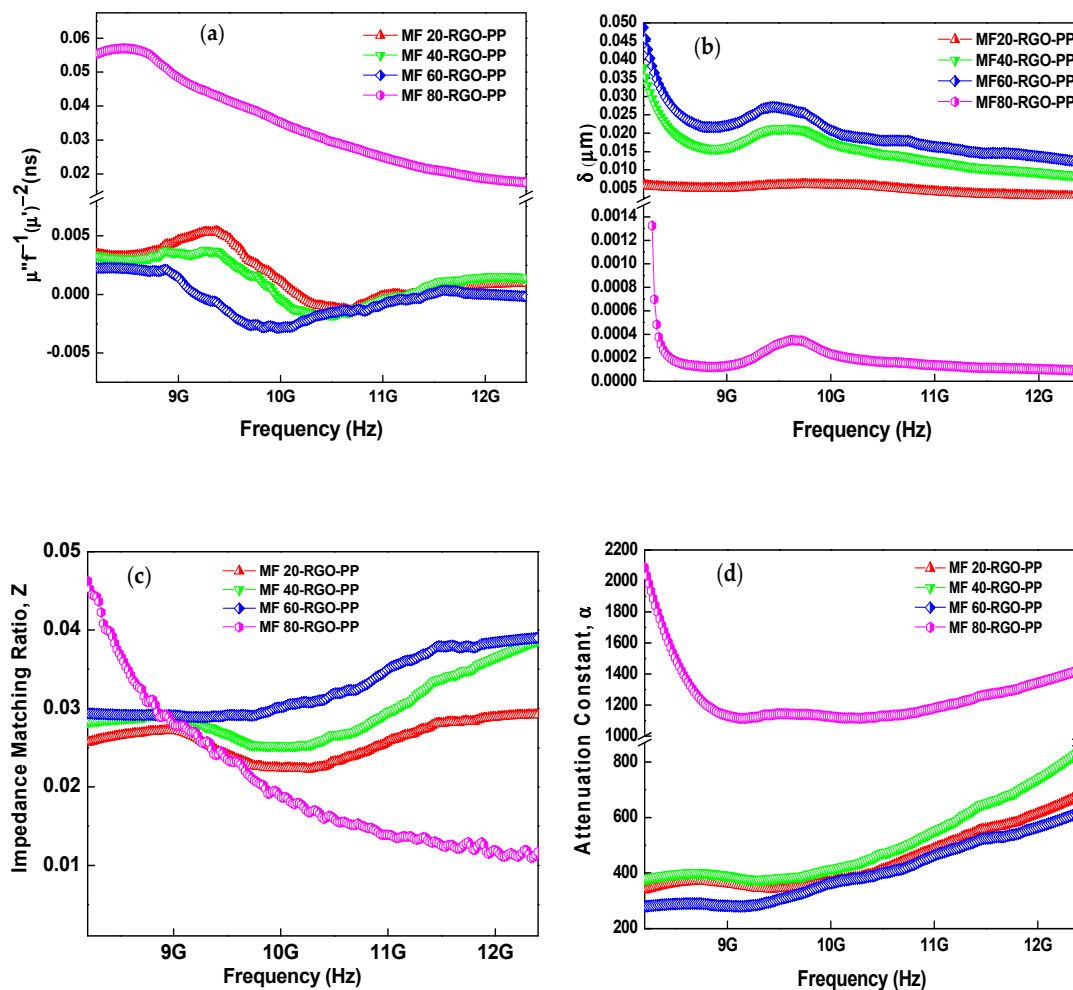 (a)
MF 20-RGO-PP
MF 40-RGO-PP
MF 60-RGO-PP
MF 80-RGO-PP
0.06
0.05
0.04
0.03
0.02
0.005
0.000
-0.005
μ''f⁻¹(μ')⁻²(ns)
9G 10G 11G 12G
Frequency (Hz)
(b)
MF20-RGO-PP
MF40-RGO-PP
MF60-RGO-PP
MF80-RGO-PP
0.050
0.045
0.040
0.035
0.030
0.025
0.020
0.015
0.010
0.005
0.0014
0.0012
0.0010
0.0008
0.0006
0.0004
0.0002
0.0000
δ (μm)
9G 10G 11G 12G
Frequency (Hz)
(c)
MF 20-RGO-PP
MF 40-RGO-PP
MF 60-RGO-PP
MF 80-RGO-PP
0.05
0.04
0.03
0.02
0.01
Impedance Matching Ratio, Z
9G 10G 11G 12G
Frequency (Hz)
(d)
MF 20-RGO-PP
MF 40-RGO-PP
MF 60-RGO-PP
MF 80-RGO-PP
2200
2000
1800
1600
1400
1200
1000
800
600
400
200
Attenuation Constant, α
9G 10G 11G 12G
Frequency (Hz)